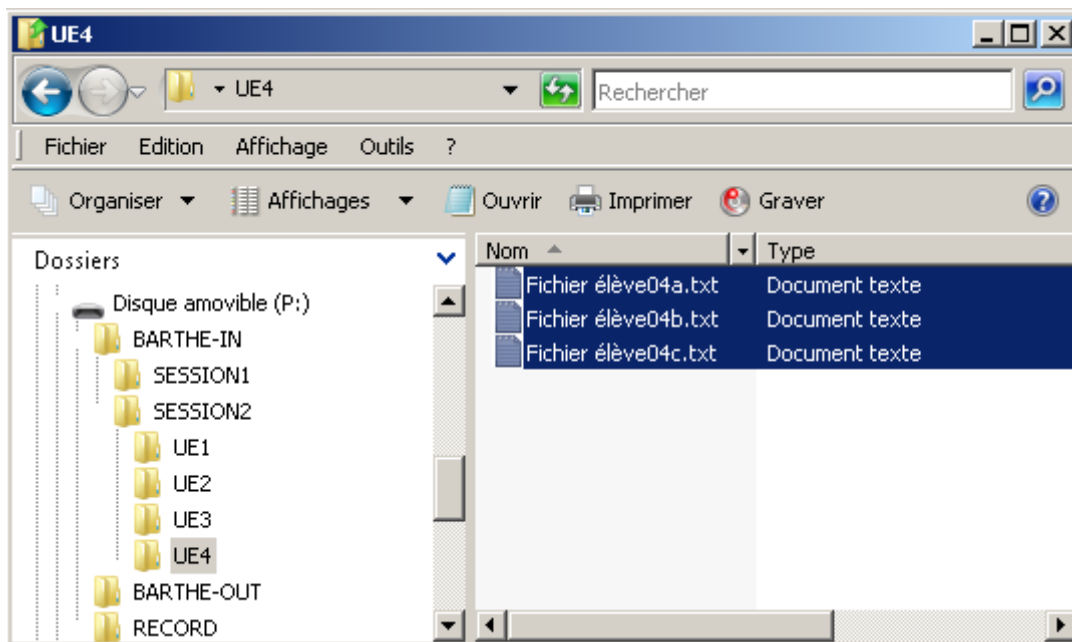 UE4
UE4
Rechercher
Fichier Edition Affichage Outils ?
Organiser Affichages Ouvrir Imprimer Graver
Dossiers
Nom Type
Disque amovible (P:)
BARTHE-IN
SESSION1
SESSION2
UE1
UE2
UE3
UE4
BARTHE-OUT
RECORD
Fichier élève04a.txt Document texte
Fichier élève04b.txt Document texte
Fichier élève04c.txt Document texte